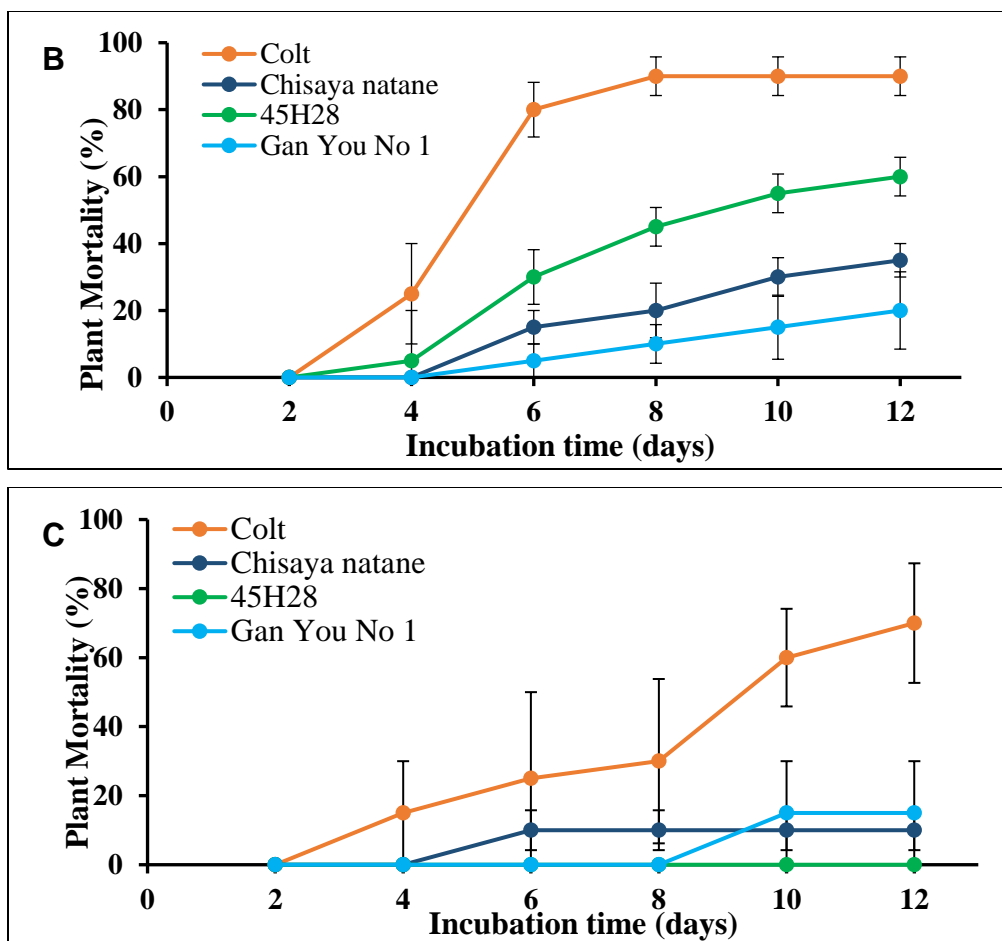 B
Colt
Chisaya natane
45H28
Gan You No 1
Plant Mortality (%)
100
80
60
40
20
0
0 2 4 6 8 10 12
Incubation time (days)
C
Colt
Chisaya natane
45H28
Gan You No 1
Plant Mortality (%)
100
80
60
40
20
0
0 2 4 6 8 10 12
Incubation time (days)